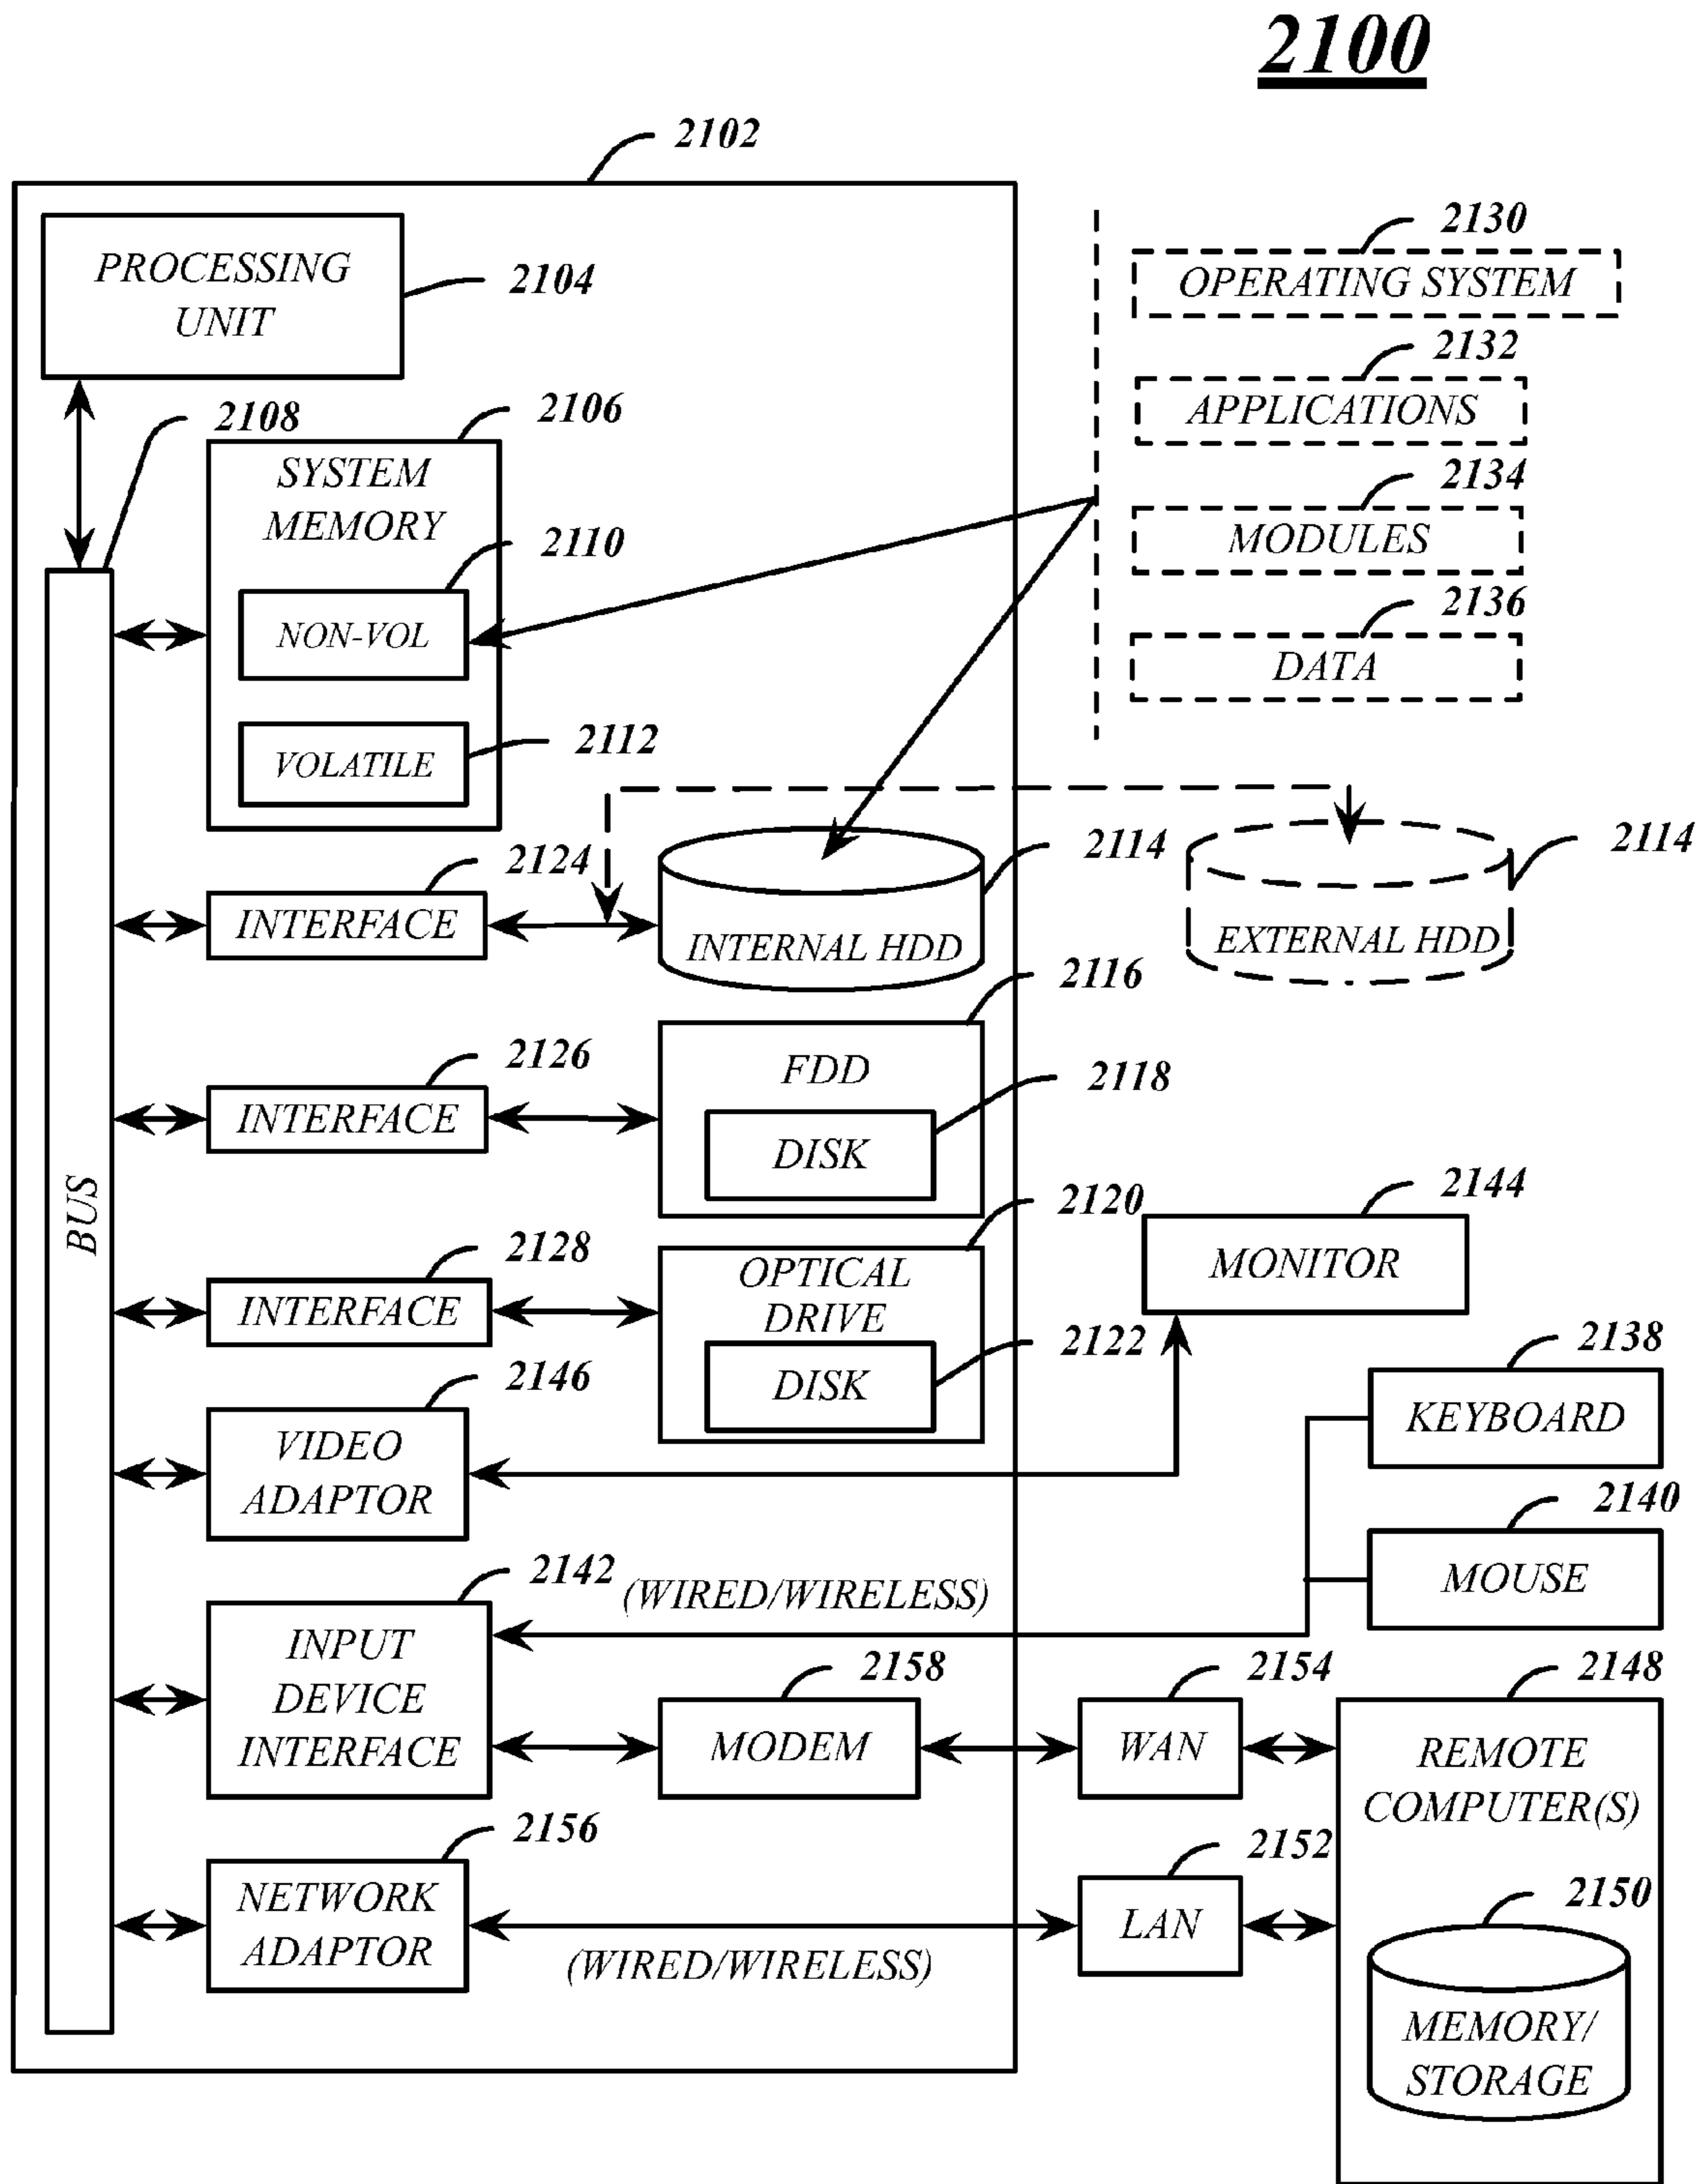 2100
2102
PROCESSING
UNIT
2104
2130
OPERATING SYSTEM
2132
APPLICATIONS
2134
MODULES
2136
DATA
2108
2106
SYSTEM
MEMORY
2110
NON-VOL
2112
VOLATILE
BUS
2124
INTERFACE
2114
INTERNAL HDD
2114
EXTERNAL HDD
2126
INTERFACE
2116
FDD
2118
DISK
2128
INTERFACE
2120
OPTICAL
DRIVE
2122
DISK
2144
MONITOR
2146
VIDEO
ADAPTOR
2138
KEYBOARD
2140
MOUSE
2142
INPUT
DEVICE
INTERFACE
(WIRED/WIRELESS)
2158
MODEM
2154
WAN
2148
REMOTE
COMPUTER(S)
2156
NETWORK
ADAPTOR
(WIRED/WIRELESS)
2152
LAN
2150
MEMORY/
STORAGE